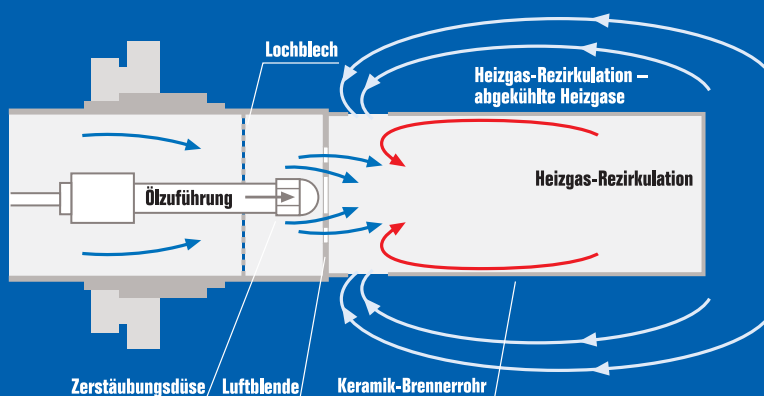 Lochblech
Heizgas-Rezirkulation –
abgekühlte Heizgase
Heizgas-Rezirkulation
Ölzuführung
Zerstäubungsdüse
Luftblende
Keramik-Brennerrohr